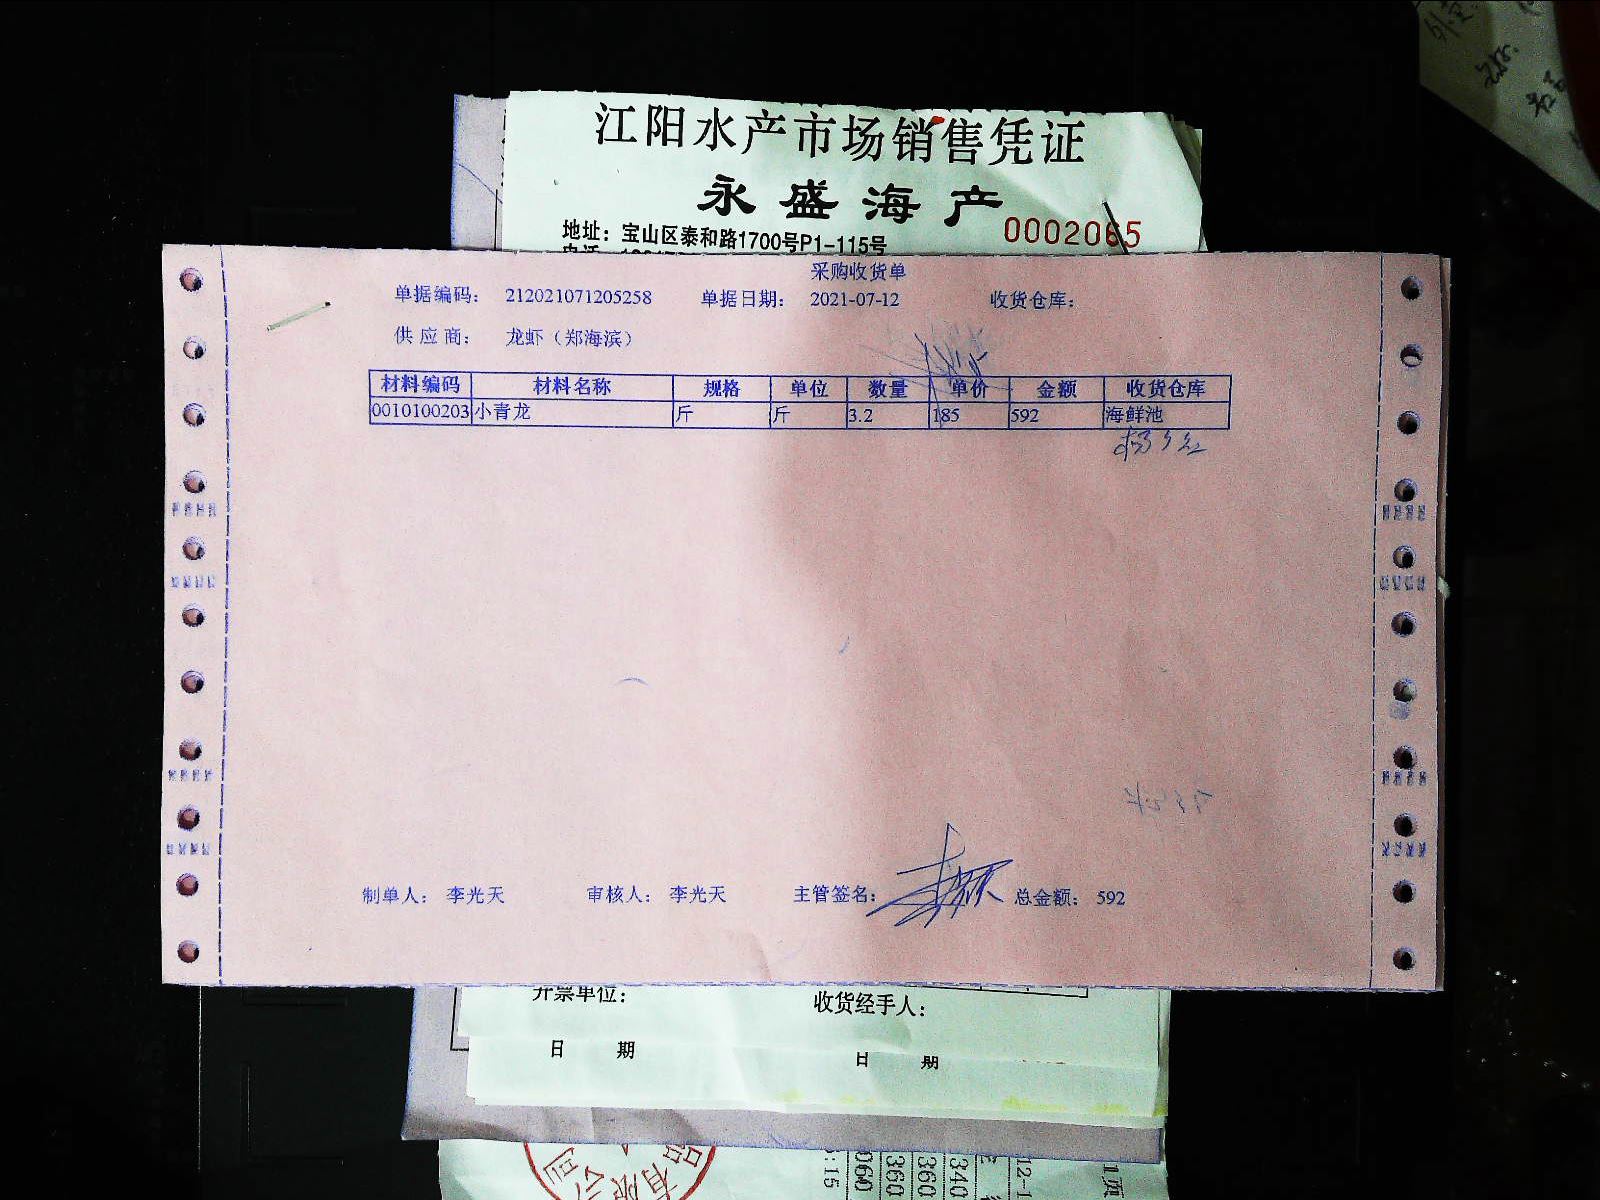 江阳水产市场销售凭证
永盛海产
地址：宝山区泰和路1700号P1-115号
0002065
采购收货单
单据编码： 212021071205258 单据日期： 2021-07-12 收货仓库：
供应商： 龙虾（郑海滨）
材料编码 材料名称 规格 单位 数量 单价 金额 收货仓库
0010100203 小青龙 斤 斤 3.2 185 592 海鲜池
制单人： 李光天 审核人： 李光天 主管签名： 总金额： 592
开票单位： 收货经手人：
日 期 日 期